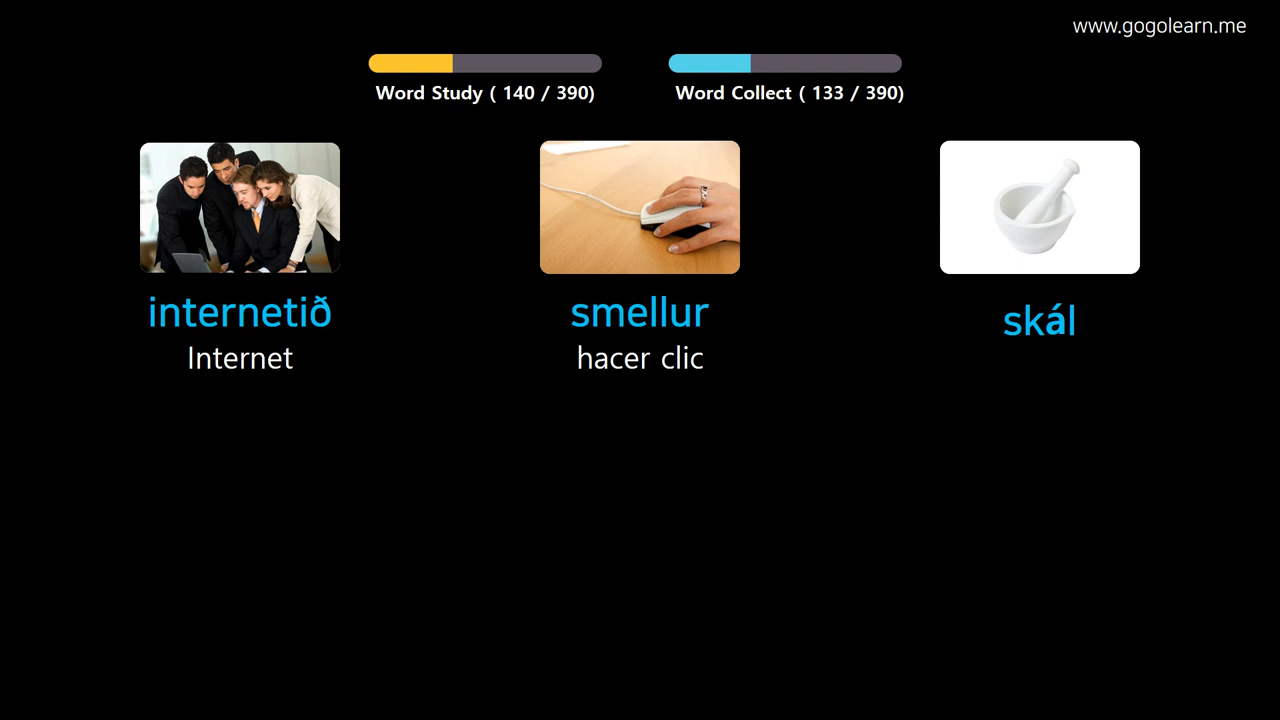 www.gogolearn.me
Word Study ( 140 / 390)
Word Collect ( 133 / 390)
internetið
Internet
smellur
hacer clic
skál